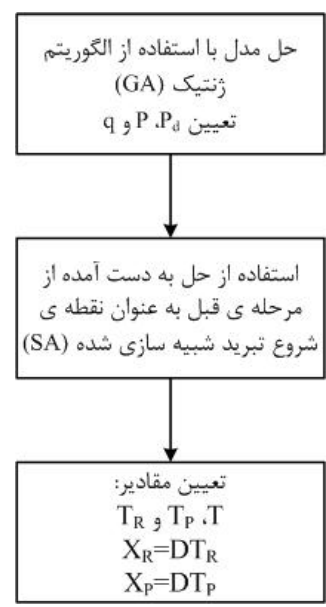 حل مدل با استفاده از الگوریتم
ژنتیک (GA)
تعیین P ،Pd و q
استفاده از حل به دست آمده از
مرحله ی قبل به عنوان نقطه ی
شروع تبرید شبیه سازی شده (SA)
تعیین مقادیر:
TP ،T و TR
XR=DTR
XP=DTP